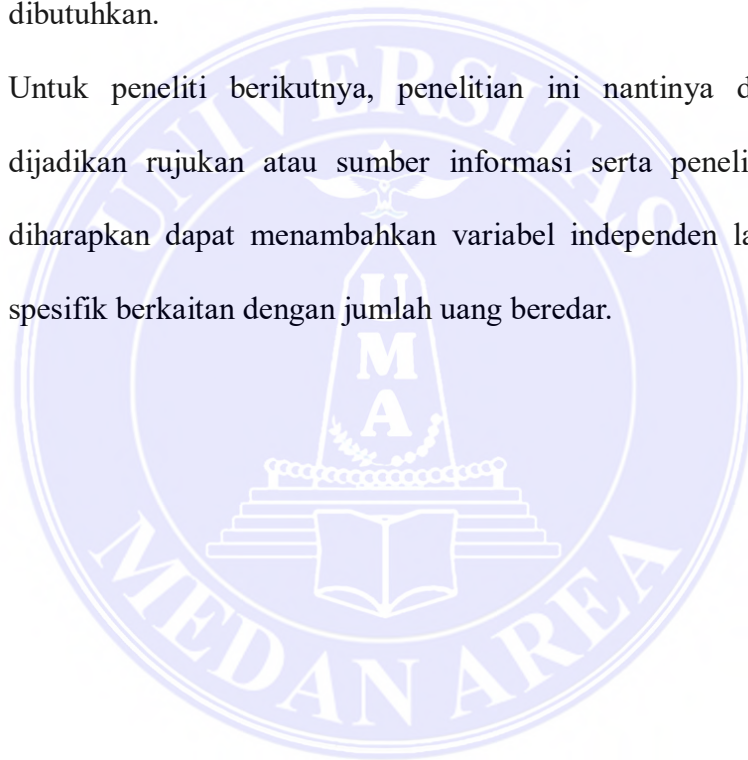 dibutuhkan.
Untuk peneliti berikutnya, penelitian ini nantinya d
dijadikan rujukan atau sumber informasi serta peneli
diharapkan dapat menambahkan variabel independen la
spesifik berkaitan dengan jumlah uang beredar.
UNIVERSITAS
U
M
A
MEDAN AREA